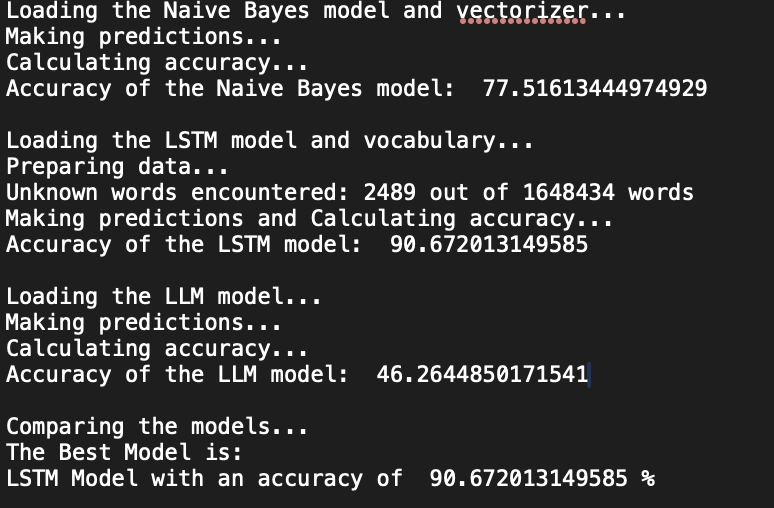 Loading the Naive Bayes model and vectorizer...
Making predictions...
Calculating accuracy...
Accuracy of the Naive Bayes model:  77.51613444974929
Loading the LSTM model and vocabulary...
Preparing data...
Unknown words encountered: 2489 out of 1648434 words
Making predictions and Calculating accuracy...
Accuracy of the LSTM model:  90.672013149585
Loading the LLM model...
Making predictions...
Calculating accuracy...
Accuracy of the LLM model:  46.2644850171541
Comparing the models...
The Best Model is:
LSTM Model with an accuracy of  90.672013149585 %